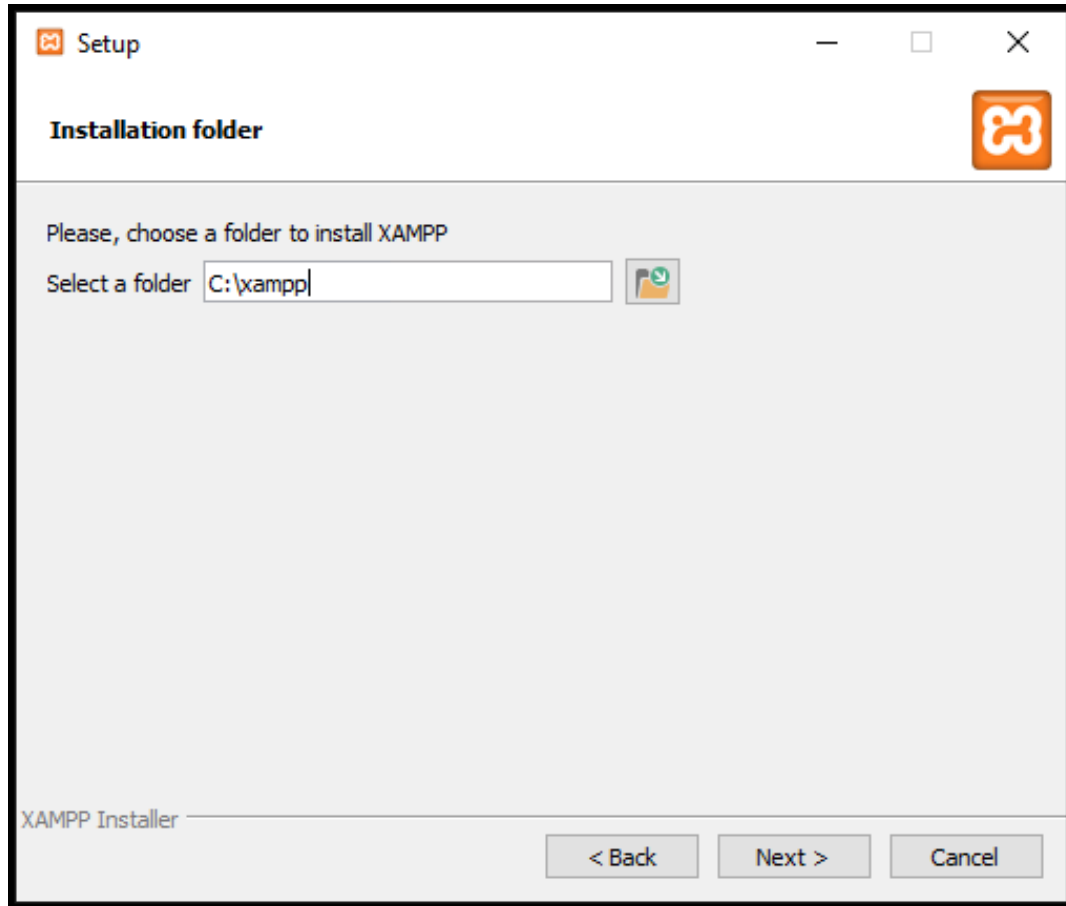 Setup
Installation folder
Please, choose a folder to install XAMPP
Select a folder C:\xampp
XAMPP Installer
< Back Next > Cancel